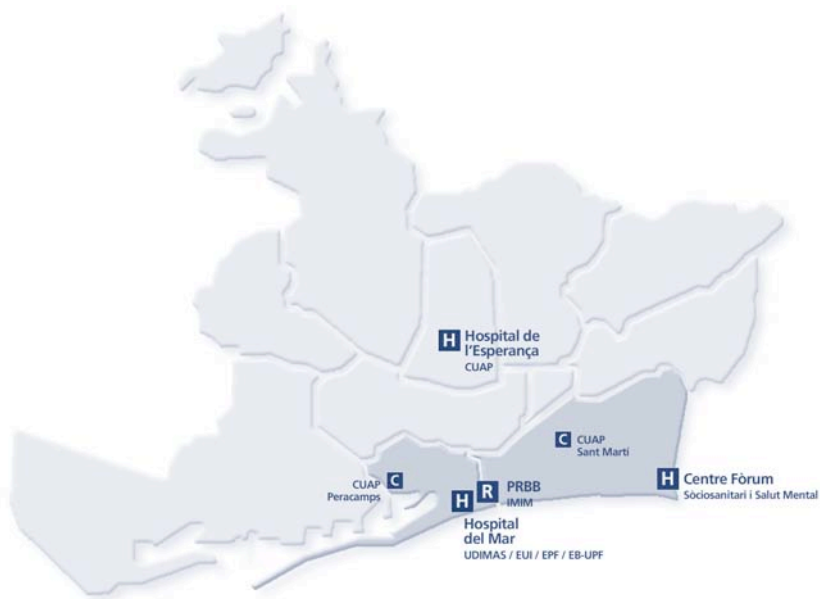 H Hospital de
l'Esperança
CUAP
C CUAP
Sant Martí
CUAP
Peracamps C
H R PRBB
IMIM
H Centre Fòrum
Sòciosanitari i Salut Mental
Hospital
del Mar
UDIMAS / EUI / EPF / EB-UPF